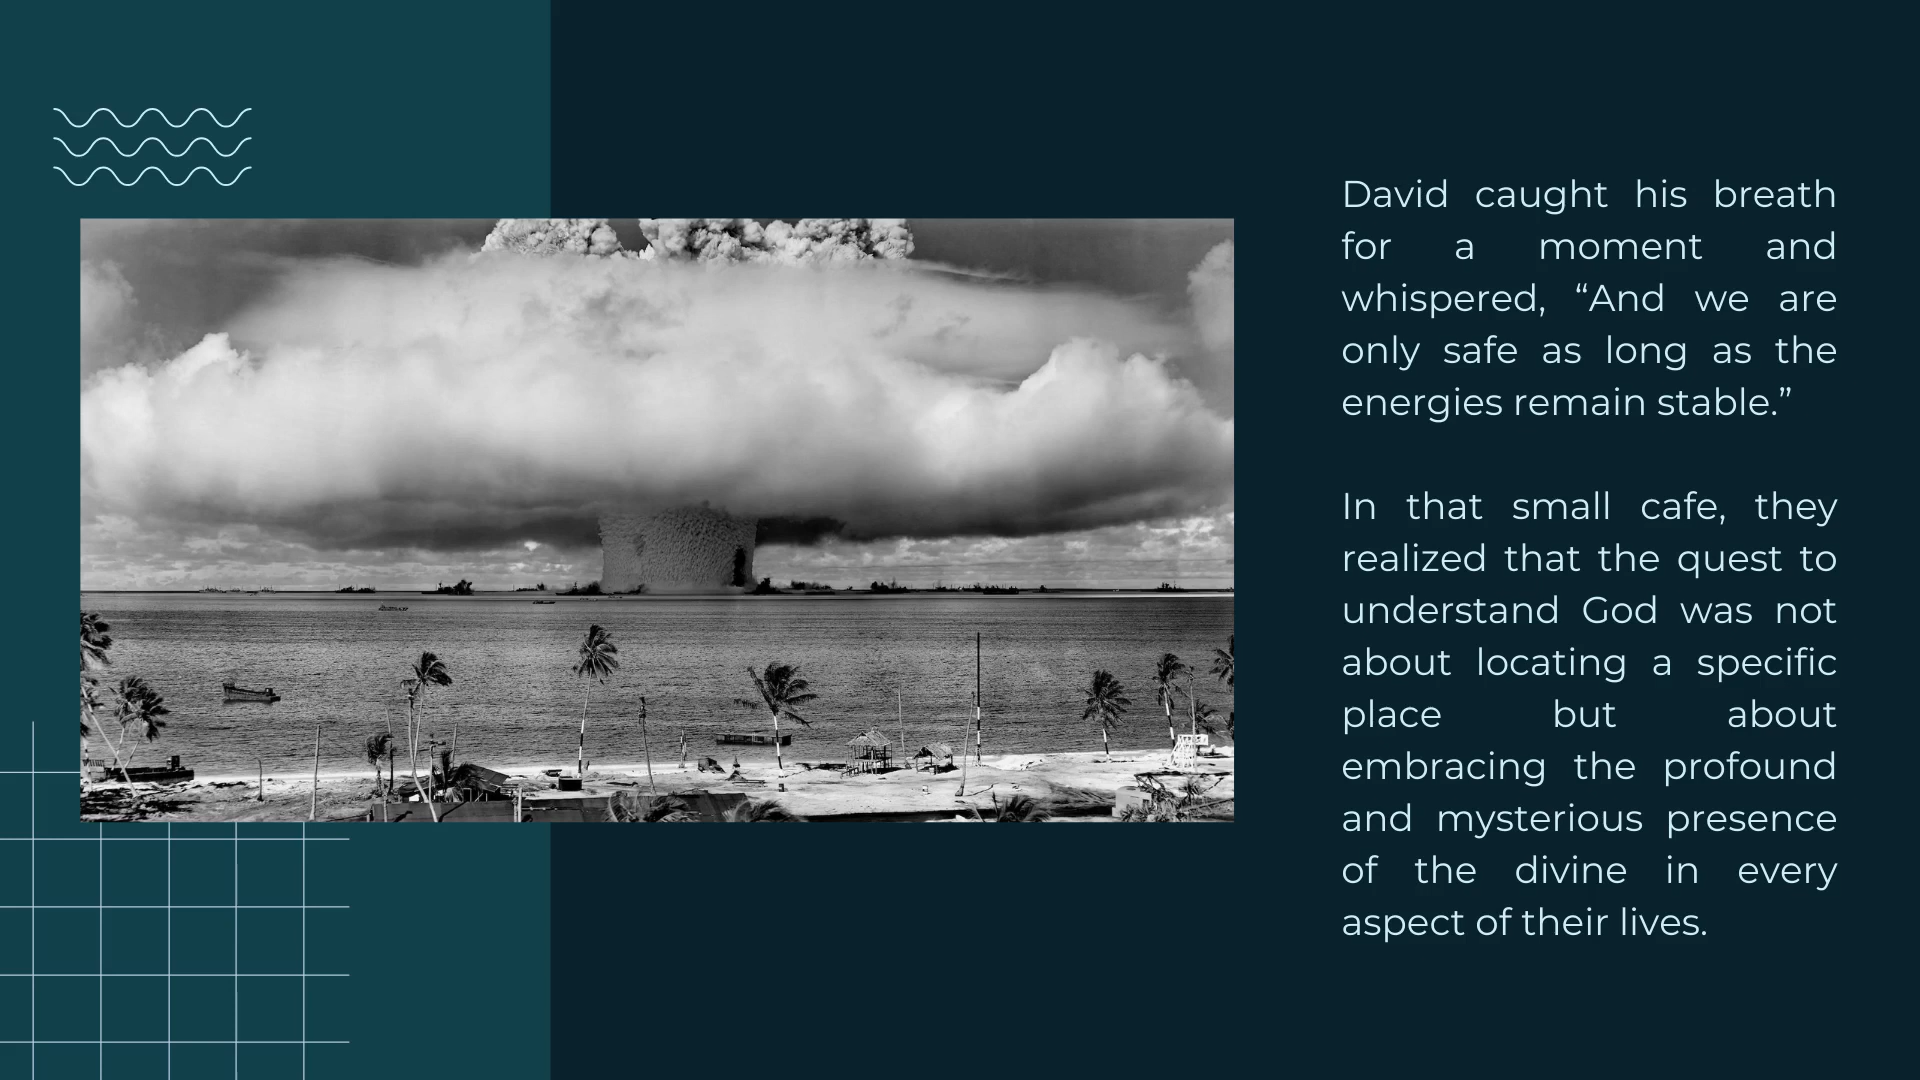 David caught his breath
for a moment and
whispered, “And we are
only safe as long as the
energies remain stable.”
In that small cafe, they
realized that the quest to
understand God was not
about locating a specific
place but about
embracing the profound
and mysterious presence
of the divine in every
aspect of their lives.